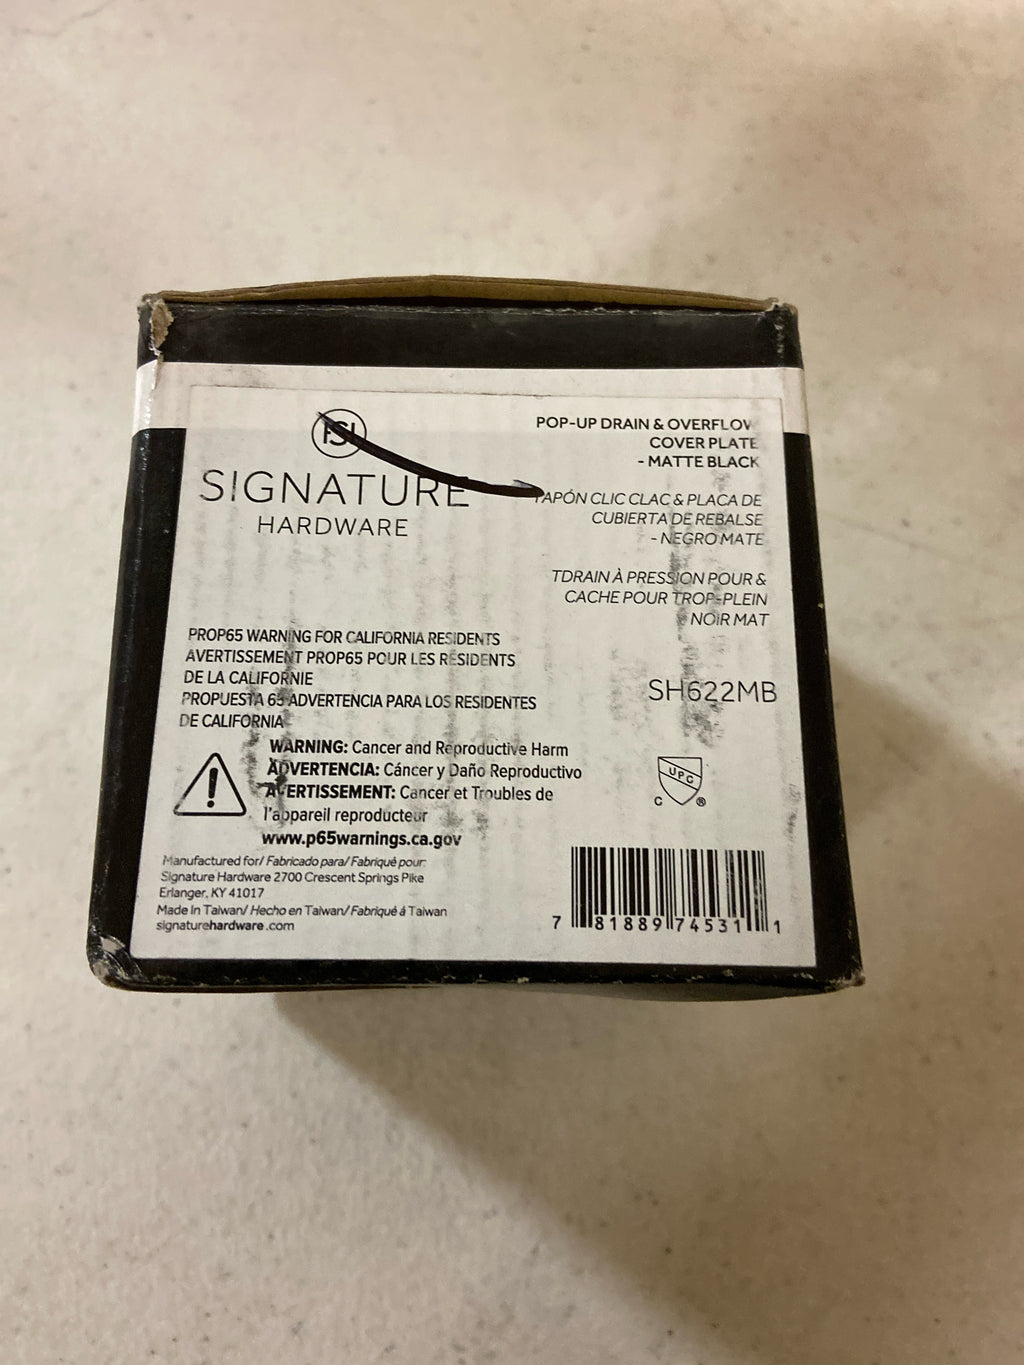 SIGNATURE
HARDWARE
POP-UP DRAIN & OVERFLOW
COVER PLATE
- MATTE BLACK
TAPÓN CLIC CLAC & PLACA DE
CUBIERTA DE REBALSE
- NEGRO MATE
TDRAIN À PRESSION POUR &
CACHE POUR TROP-PLEIN
NOIR MAT
SH622MB
PROP65 WARNING FOR CALIFORNIA RESIDENTS
AVERTISSEMENT PROP65 POUR LES RÉSIDENTS
DE LA CALIFORNIE
PROPUESTA 65 ADVERTENCIA PARA LOS RESIDENTES
DE CALIFORNIA
WARNING: Cancer and Reproductive Harm
ADVERTENCIA: Cáncer y Daño Reproductivo
AVERTISSEMENT: Cancer et Troubles de
l'appareil reproducteur
www.p65warnings.ca.gov
Manufactured for/ Fabricado para/ Fabriqué pour:
Signature Hardware 2700 Crescent Springs Pike
Erlanger, KY 41017
Made In Taiwan/ Hecho en Taiwan/ Fabriqué á Taiwan
signaturehardware.com
UPC
C ®
7 81889 74531 1